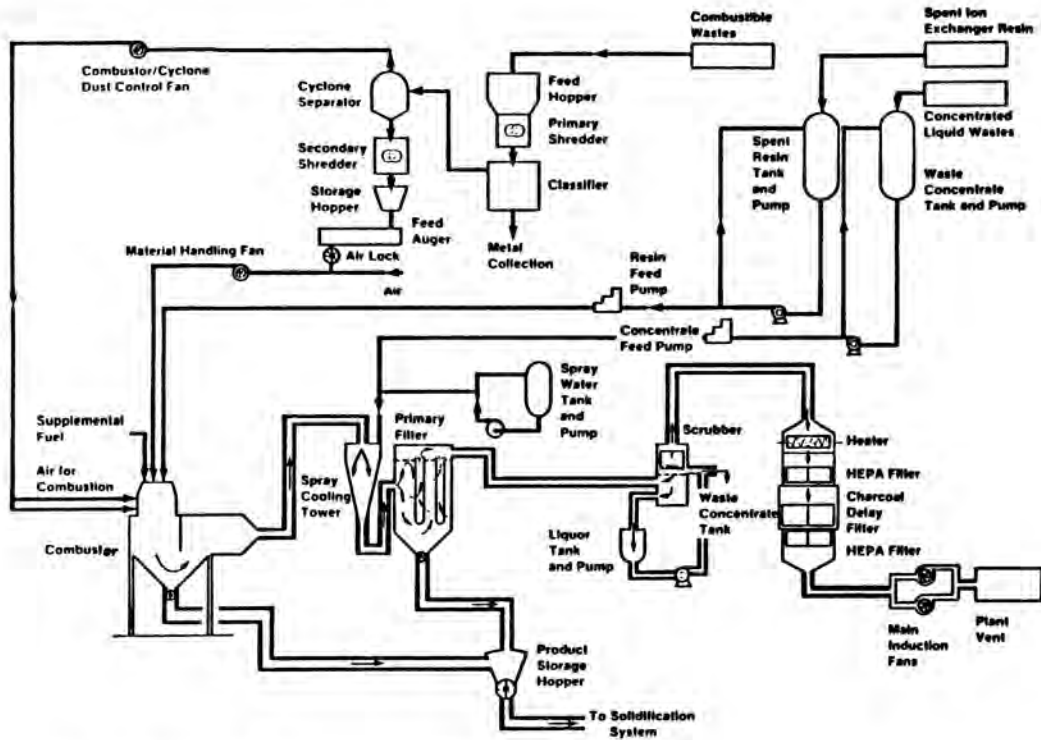 Combustible
Wastes
Spent Ion
Exchanger Resin
Combustor/Cyclone
Dust Control Fan
Cyclone
Separator
Feed
Hopper
Primary
Shredder
Concentrated
Liquid Wastes
Secondary
Shredder
Spent
Resin
Tank
and
Pump
Classifier
Waste
Concentrate
Tank and Pump
Storage
Hopper
Feed
Auger
Metal
Collection
Material Handling Fan
Air Lock
Air
Resin
Feed
Pump
Concentrate
Feed Pump
Spray
Water
Tank
and
Pump
Supplemental
Fuel
Primary
Filter
Scrubber
Heater
Air for
Combustion
HEPA Filter
Spray
Cooling
Tower
Waste
Concentrate
Tank
Charcoal
Delay
Filter
Combustor
Liquor
Tank
and Pump
HEPA Filter
Main
Induction
Fans
Plant
Vent
Product
Storage
Hopper
To Solidification
System